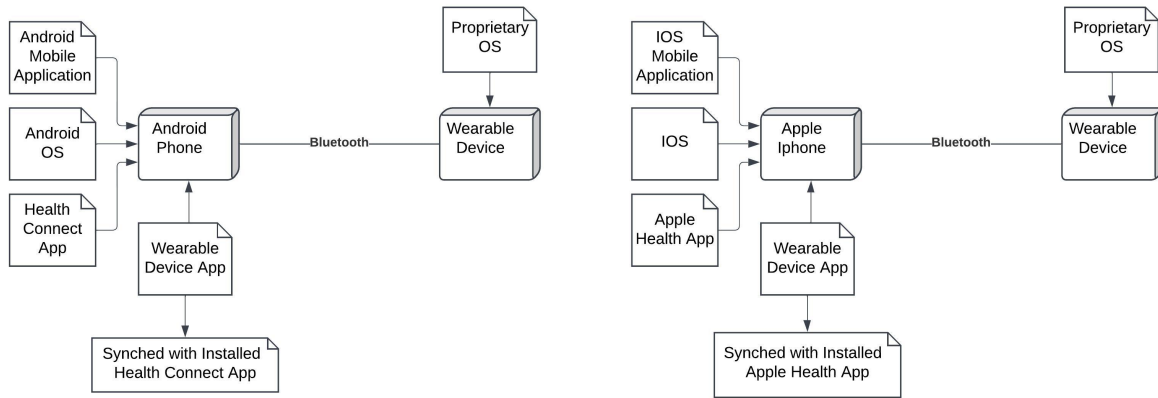 Android
Mobile
Application
Android
OS
Health
Connect
App
Android
Phone
Bluetooth
Proprietary
OS
Wearable
Device
Wearable
Device App
Synched with Installed
Health Connect App
IOS
Mobile
Application
IOS
Apple
Health App
Apple
Iphone
Bluetooth
Proprietary
OS
Wearable
Device
Wearable
Device App
Synched with Installed
Apple Health App